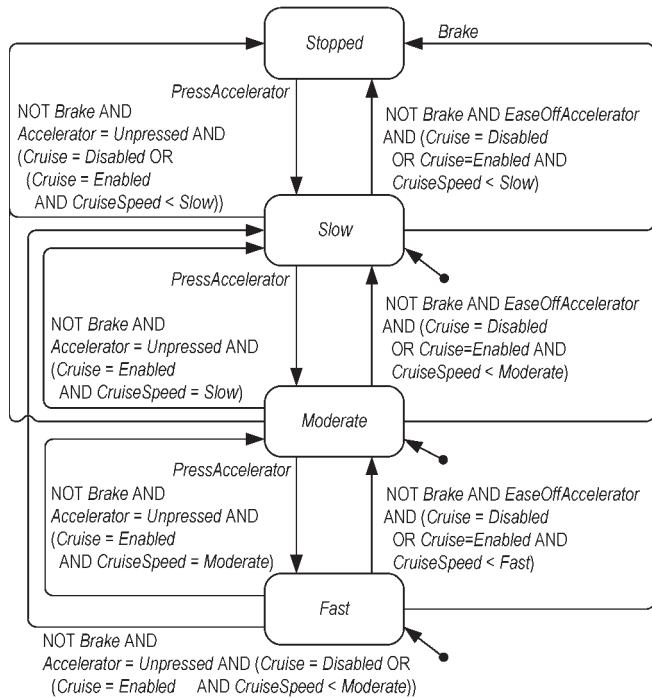 Stopped
Brake
PressAccelerator
NOT Brake AND
Accelerator = Unpressed AND
(Cruise = Disabled OR
(Cruise = Enabled
AND CruiseSpeed < Slow))
NOT Brake AND EaseOffAccelerator
AND (Cruise = Disabled
OR Cruise=Enabled AND
CruiseSpeed < Slow)
Slow
PressAccelerator
NOT Brake AND
Accelerator = Unpressed AND
(Cruise = Enabled
AND CruiseSpeed = Slow)
NOT Brake AND EaseOffAccelerator
AND (Cruise = Disabled
OR Cruise=Enabled AND
CruiseSpeed < Moderate)
Moderate
PressAccelerator
NOT Brake AND
Accelerator = Unpressed AND
(Cruise = Enabled
AND CruiseSpeed = Moderate)
NOT Brake AND EaseOffAccelerator
AND (Cruise = Disabled
OR Cruise=Enabled AND
CruiseSpeed < Fast)
Fast
NOT Brake AND
Accelerator = Unpressed AND (Cruise = Disabled OR
(Cruise = Enabled AND CruiseSpeed < Moderate))